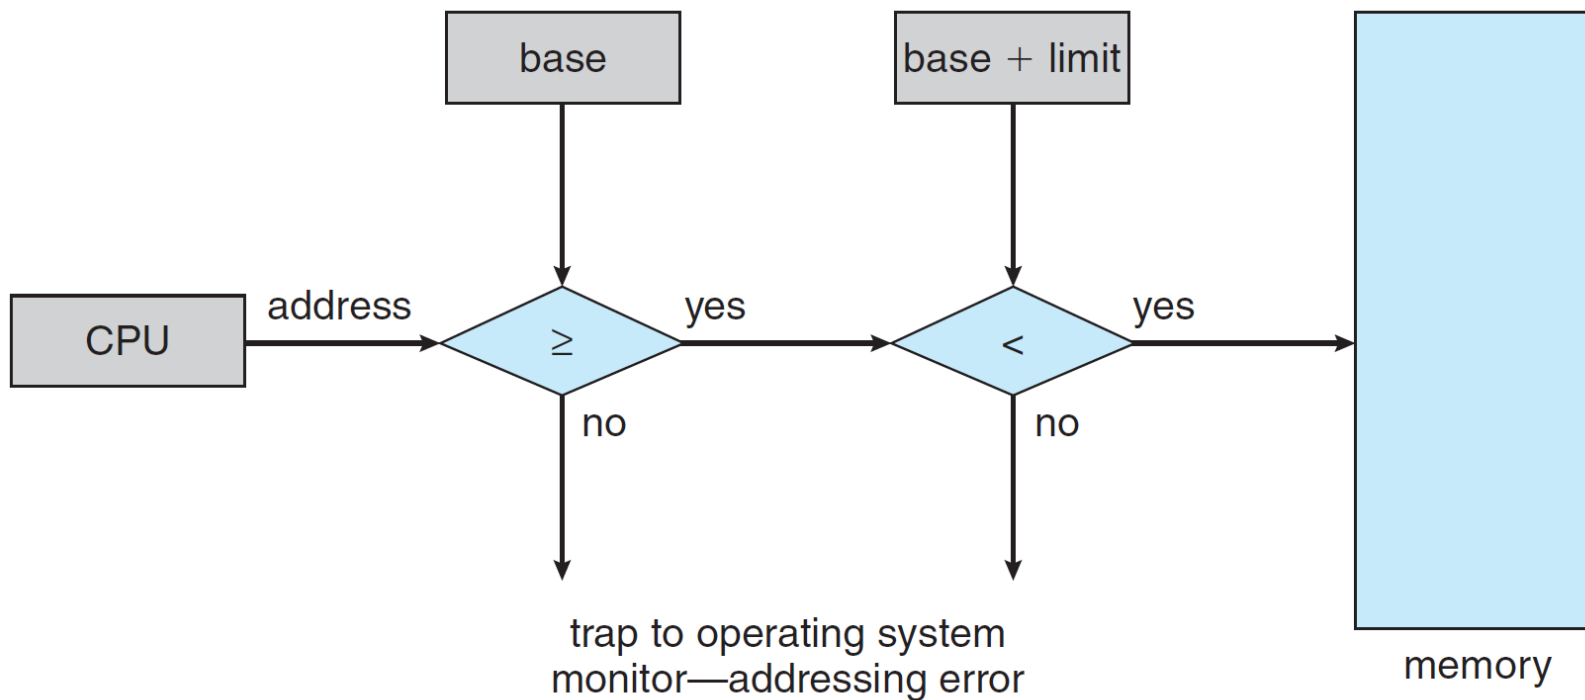 base
base + limit
CPU
address
≥
yes
<
yes
no
no
trap to operating system
monitor—addressing error
memory